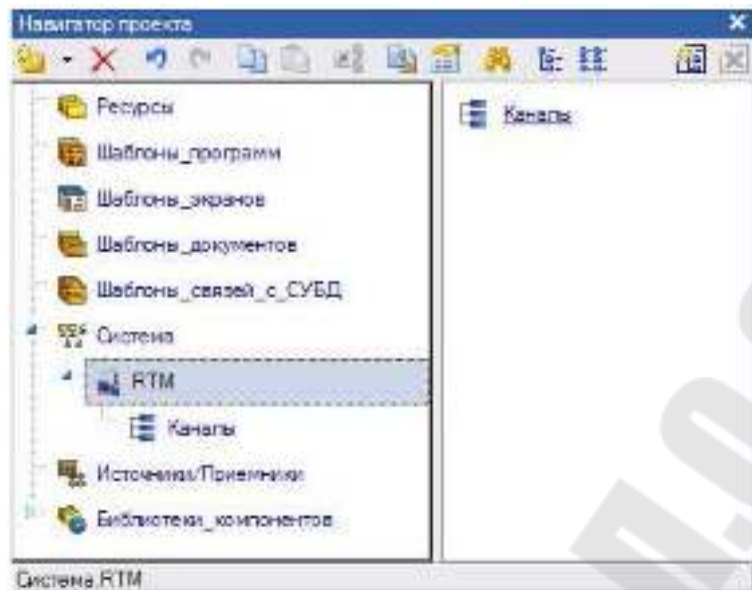 Навигатор проекта
Ресурсы
Каналы
Шаблоны_программ
Шаблоны_экранов
Шаблоны_документов
Шаблоны_связей_с_СУБД
Система
RTM
Каналы
Источники/Приемники
Библиотеки_компонентов
Система.RTM